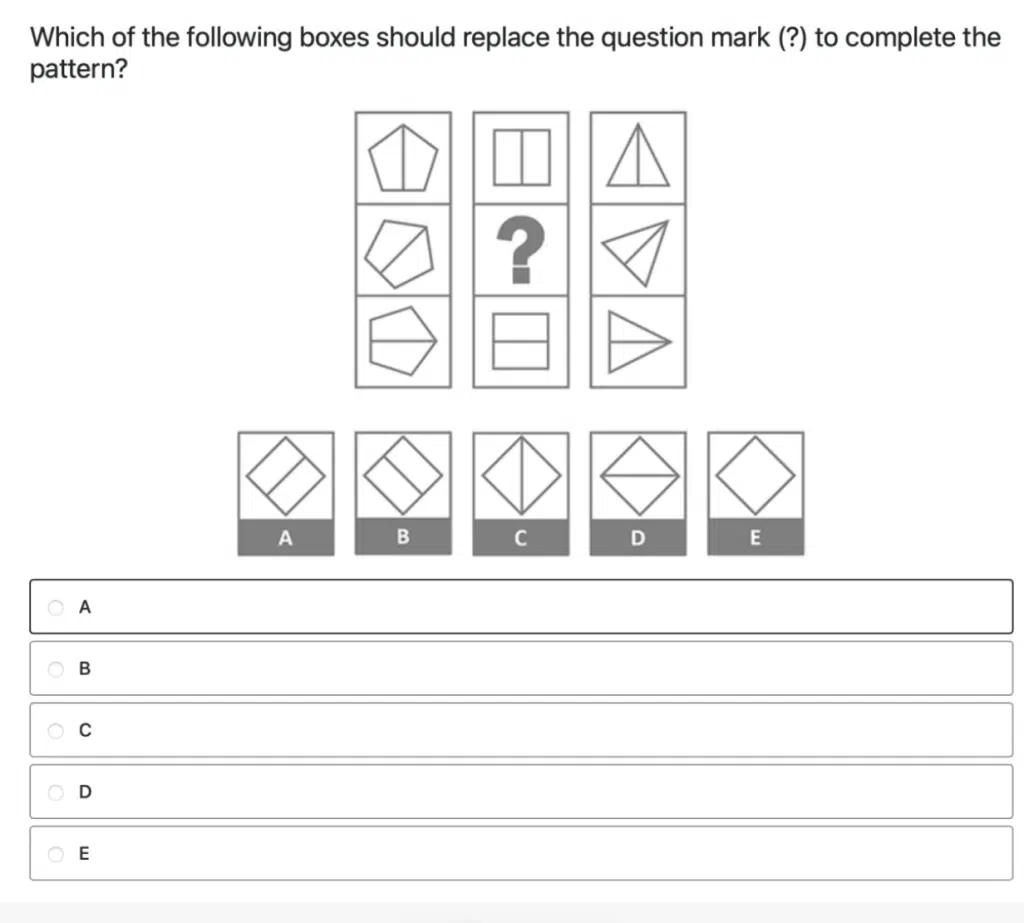 Which of the following boxes should replace the question mark (?) to complete the
pattern?
?
A B C D E
A
B
C
D
E